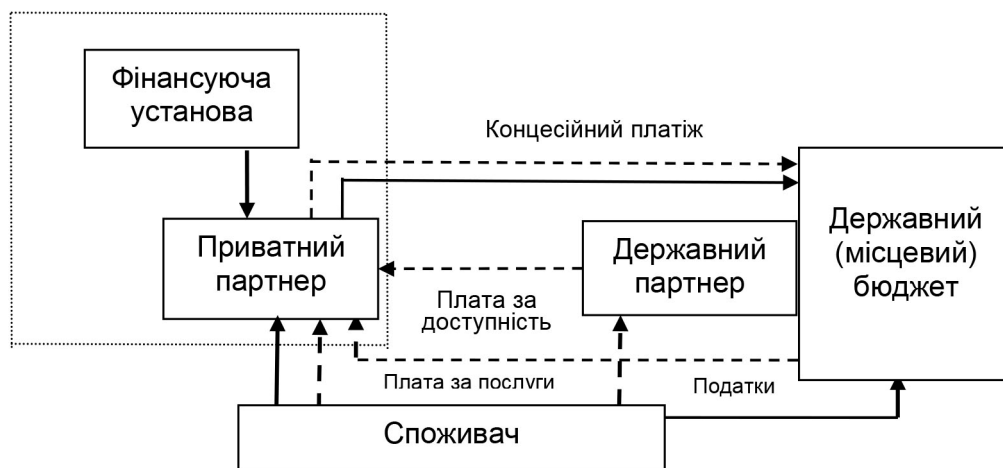 Фінансуюча
установа
Концесійний платіж
Приватний
партнер
Державний
партнер
Державний
(місцевий)
бюджет
Плата за
доступність
Плата за послуги
Податки
Споживач